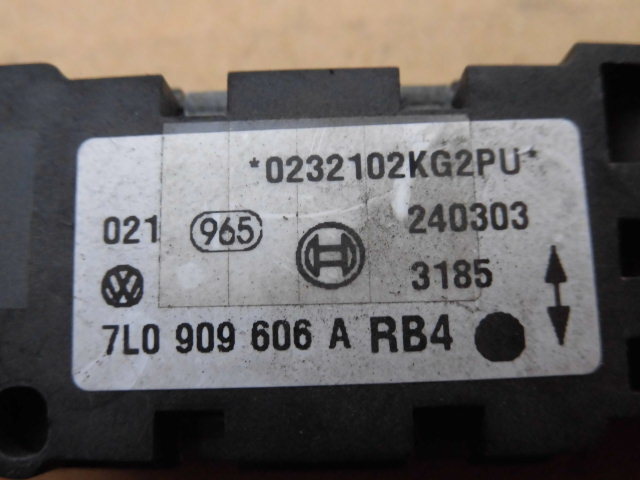 *0232102KG2PU*
021 965 240303
3185
7L0 909 606 A RB4